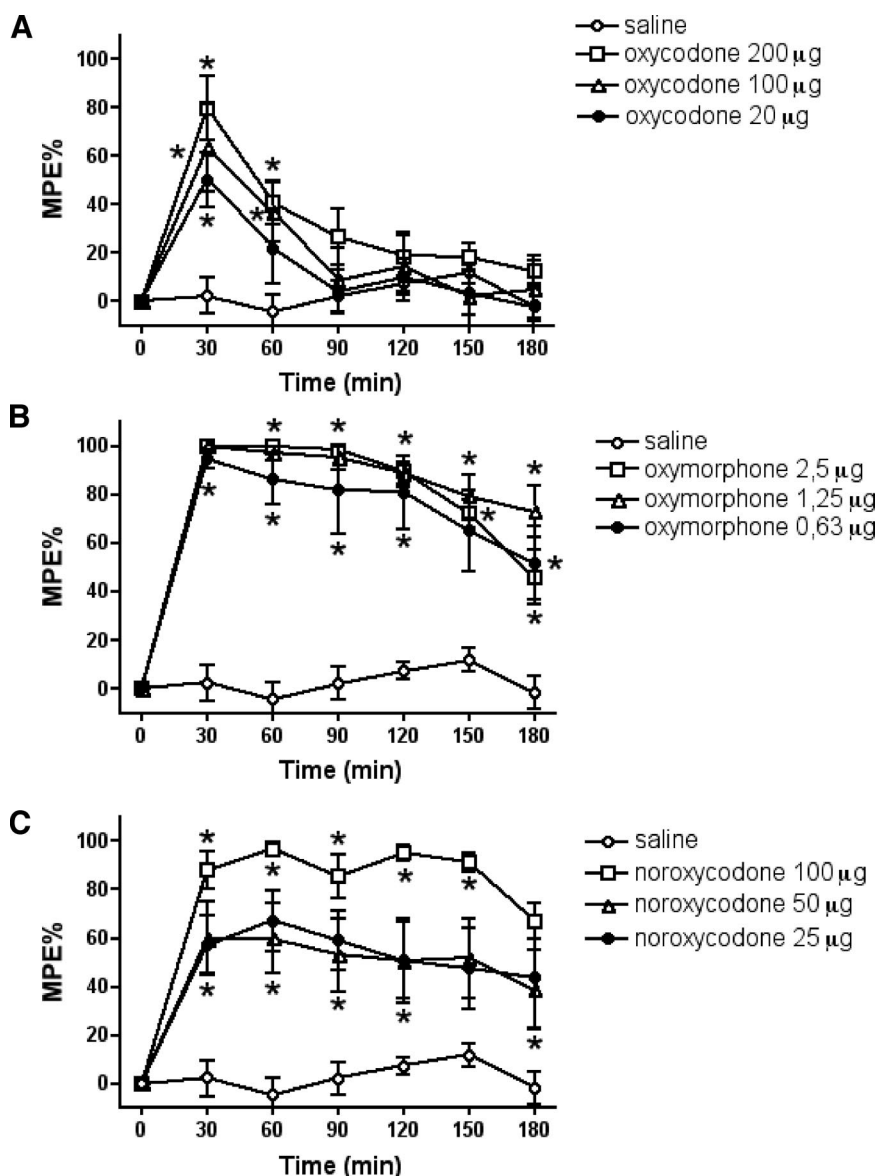 A
100
80
60
40
20
0
MPE%
0 30 60 90 120 150 180
Time (min)
saline
oxycodone 200 µg
oxycodone 100 µg
oxycodone 20 µg
* * * * *
B
100
80
60
40
20
0
MPE%
0 30 60 90 120 150 180
Time (min)
saline
oxymorphone 2,5 µg
oxymorphone 1,25 µg
oxymorphone 0,63 µg
* * * * * * * * * * * *
C
100
80
60
40
20
0
MPE%
0 30 60 90 120 150 180
Time (min)
saline
noroxycodone 100 µg
noroxycodone 50 µg
noroxycodone 25 µg
* * * * * * * * * *